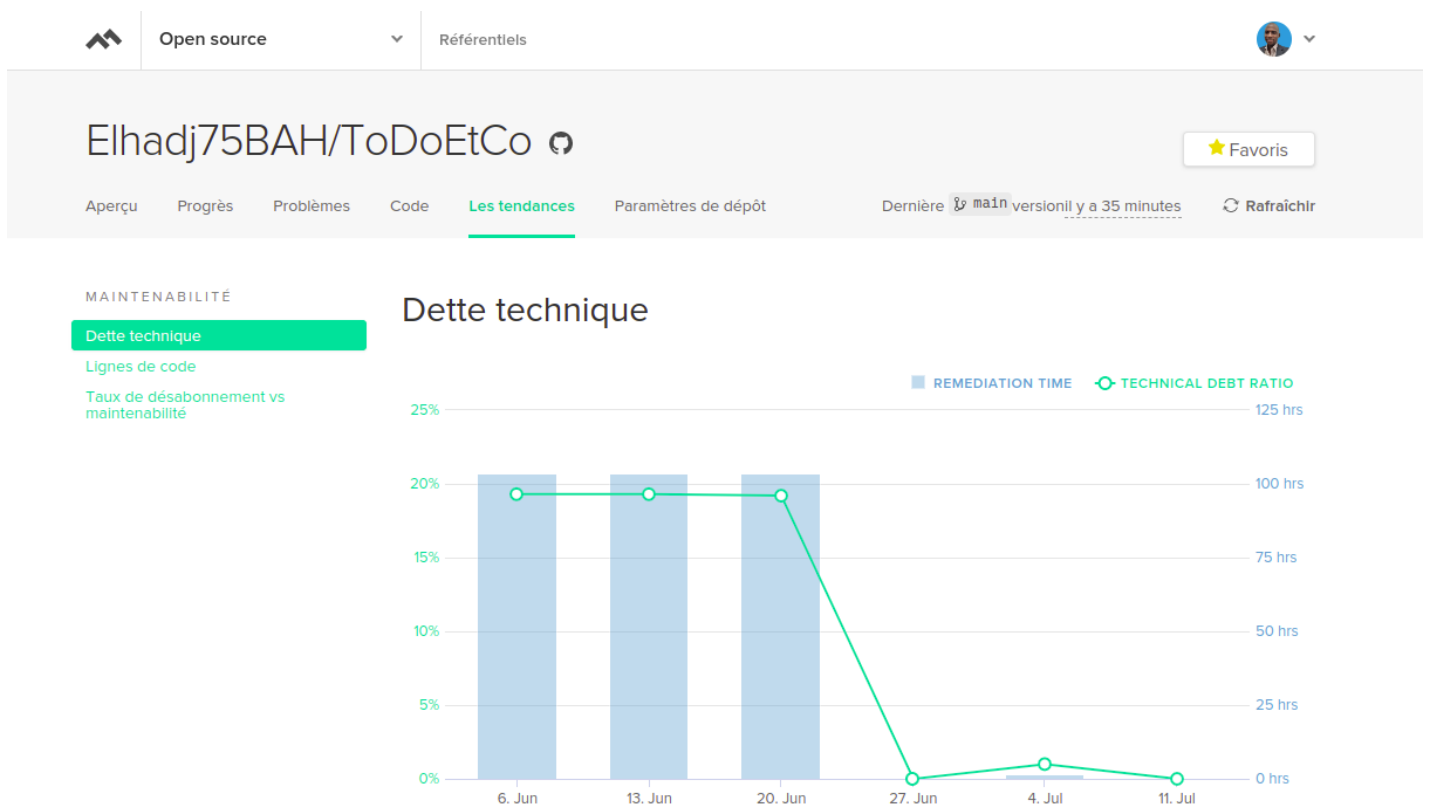 Open source
Référentiels
Elhadj75BAH/ToDoEtCo
Favoris
Aperçu Progrès Problèmes Code Les tendances Paramètres de dépôt Dernière main versionil y a 35 minutes Rafraîchir
MAINTENABILITÉ
Dette technique
Lignes de code
Taux de désabonnement vs
maintenabilité
Dette technique
REMEDIATION TIME TECHNICAL DEBT RATIO
25% 125 hrs
20% 100 hrs
15% 75 hrs
10% 50 hrs
5% 25 hrs
0% 0 hrs
6. Jun 13. Jun 20. Jun 27. Jun 4. Jul 11. Jul